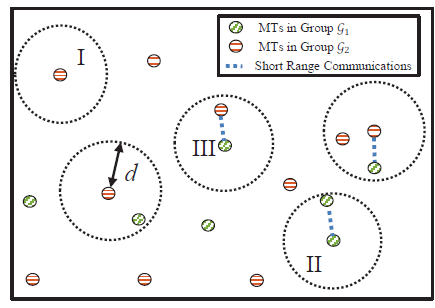 MTs in Group 𝒢₁
MTs in Group 𝒢₂
Short Range Communications
I
III
d
II